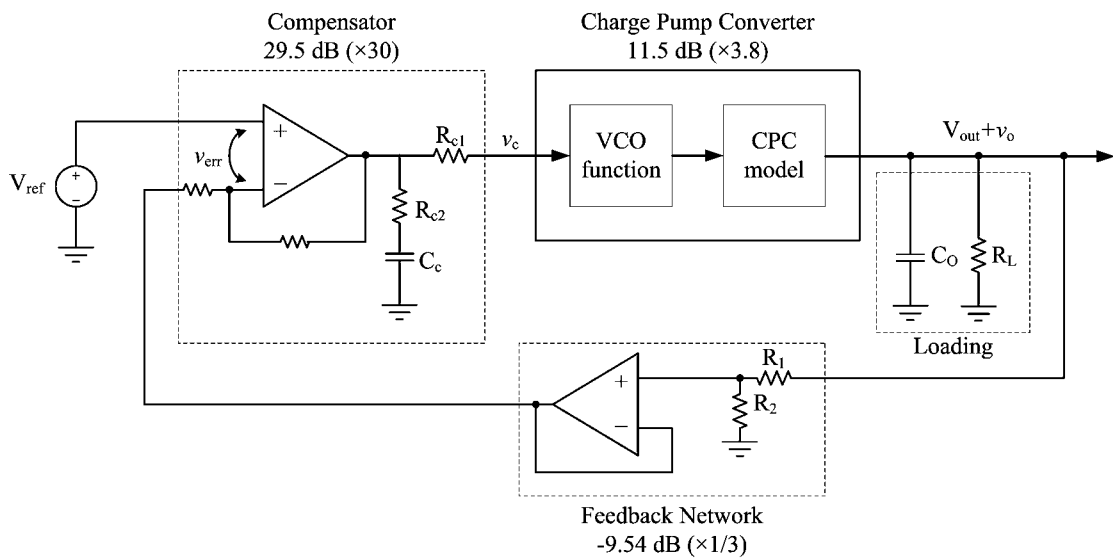 Compensator
29.5 dB (×30)
Charge Pump Converter
11.5 dB (×3.8)
V_ref
+
−
v_err
+
−
R_c1
R_c2
C_c
v_c
VCO
function
CPC
model
V_out+v_o
C_O
R_L
Loading
R_1
R_2
+
−
Feedback Network
-9.54 dB (×1/3)